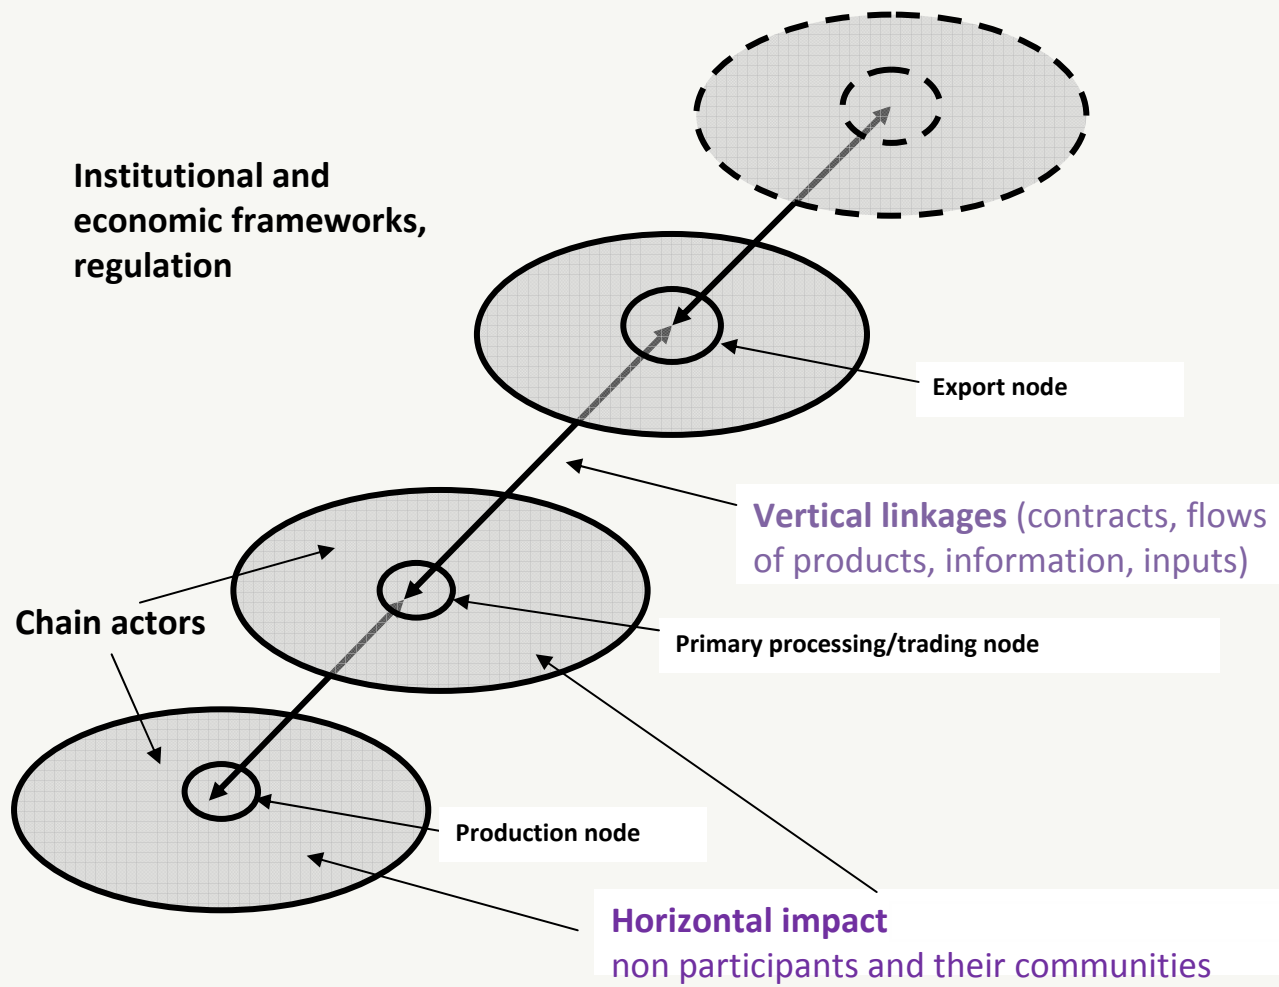 Institutional and
economic frameworks,
regulation
Export node
Vertical linkages (contracts, flows
of products, information, inputs)
Chain actors
Primary processing/trading node
Production node
Horizontal impact
non participants and their communities